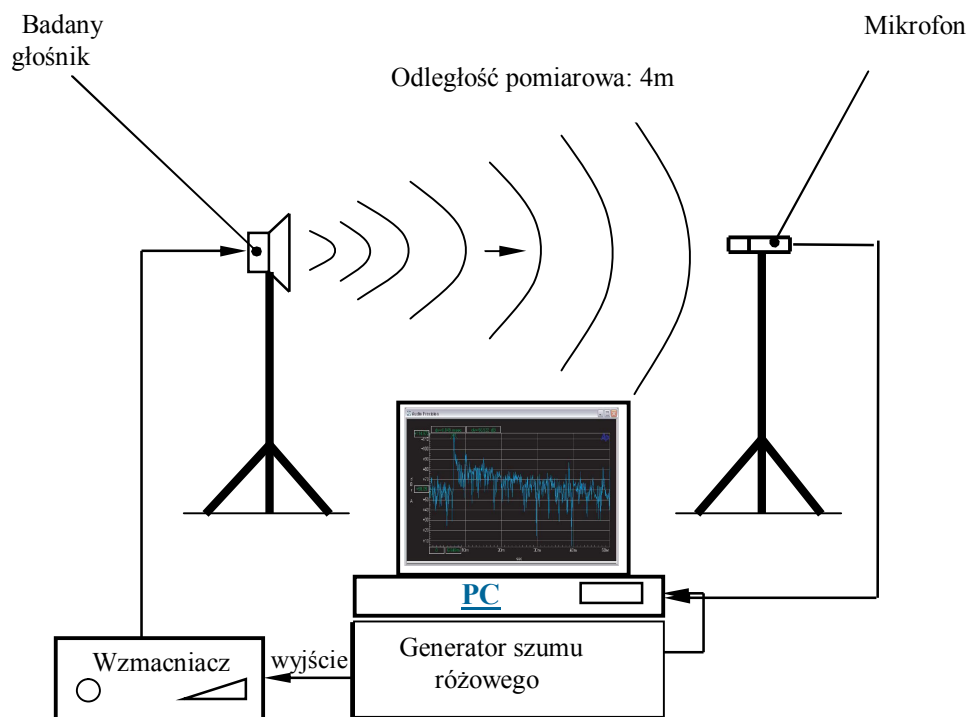 Badany
głośnik
Mikrofon
Odległość pomiarowa: 4m
PC
Wzmacniacz
wyjście
Generator szumu
różowego